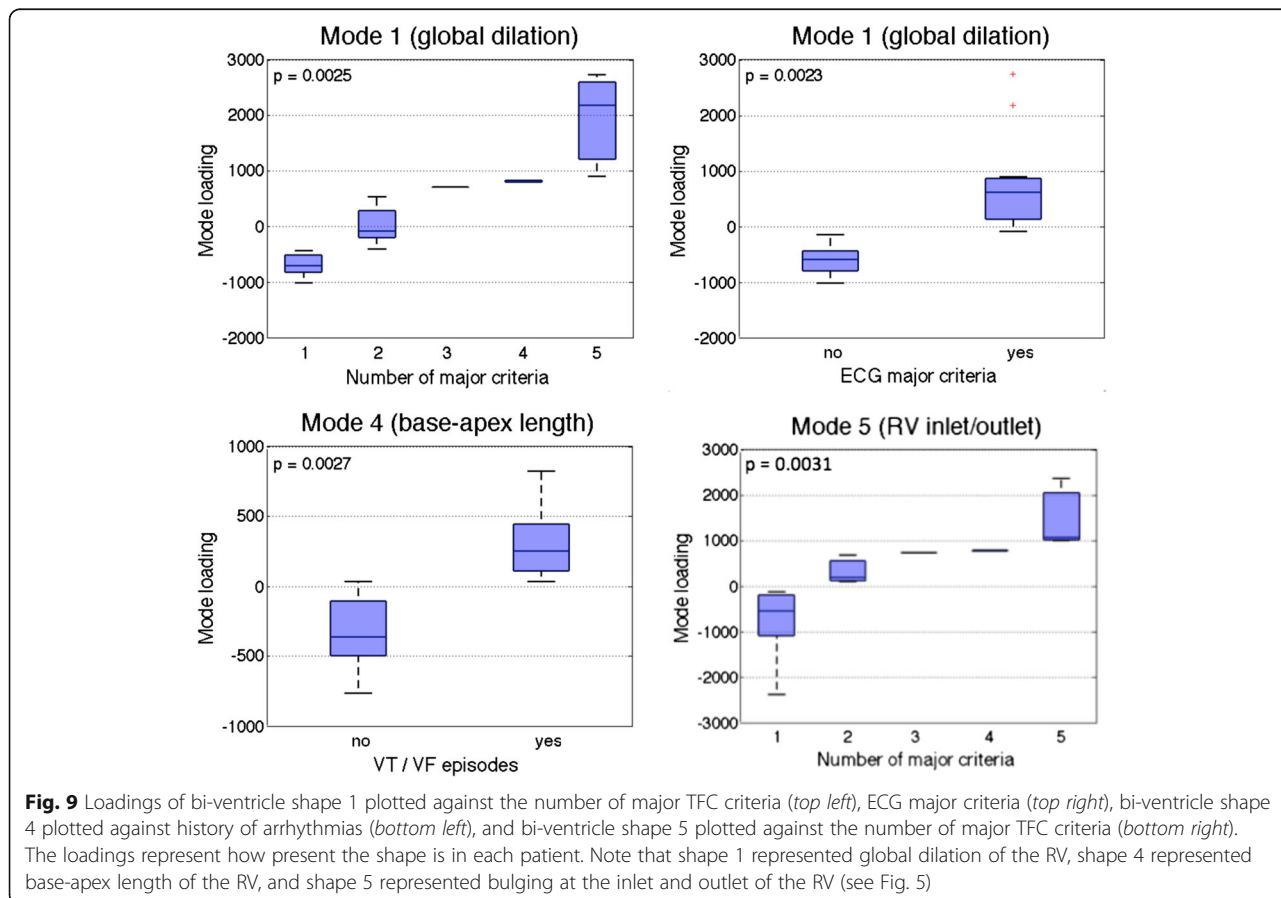 Mode 1 (global dilation)
p = 0.0025
3000
2000
1000
0
-1000
-2000
Mode loading
1 2 3 4 5
Number of major criteria
Mode 1 (global dilation)
p = 0.0023
3000
2000
1000
0
-1000
-2000
Mode loading
no yes
ECG major criteria
Mode 4 (base-apex length)
p = 0.0027
1000
500
0
-500
-1000
Mode loading
no yes
VT / VF episodes
Mode 5 (RV inlet/outlet)
p = 0.0031
3000
2000
1000
0
-1000
-2000
-3000
Mode loading
1 2 3 4 5
Number of major criteria
Fig. 9 Loadings of bi-ventricle shape 1 plotted against the number of major TFC criteria (top left), ECG major criteria (top right), bi-ventricle shape
4 plotted against history of arrhythmias (bottom left), and bi-ventricle shape 5 plotted against the number of major TFC criteria (bottom right).
The loadings represent how present the shape is in each patient. Note that shape 1 represented global dilation of the RV, shape 4 represented
base-apex length of the RV, and shape 5 represented bulging at the inlet and outlet of the RV (see Fig. 5)